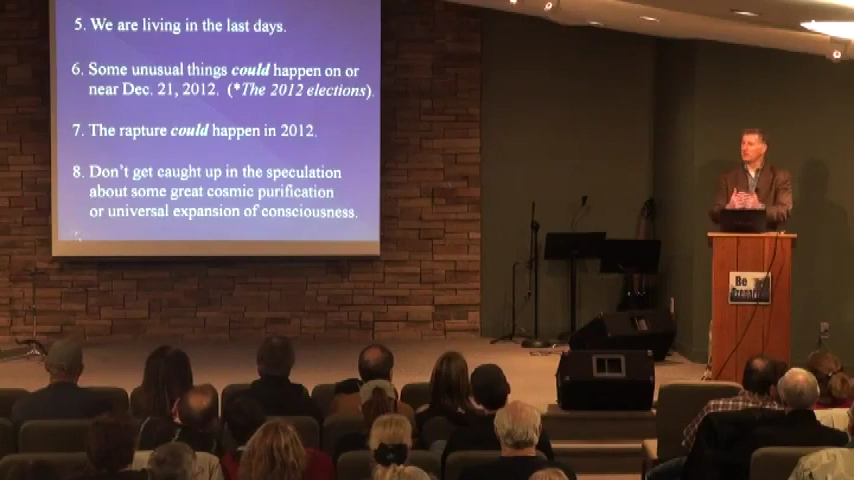 5. We are living in the last days.
6. Some unusual things could happen on or
near Dec. 21, 2012. (*The 2012 elections).
7. The rapture could happen in 2012.
8. Don't get caught up in the speculation
about some great cosmic purification
or universal expansion of consciousness.
Be